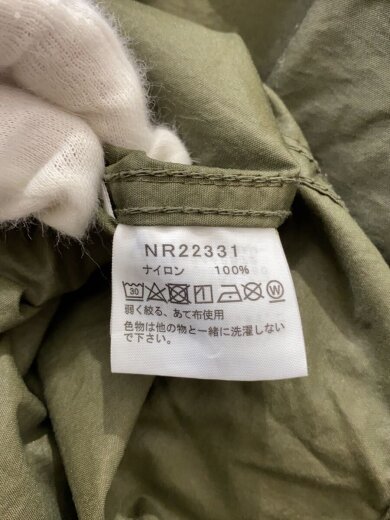 NR22331
ナイロン 100%
30 W
弱く絞る、あて布使用
色物は他の物と一緒に洗濯しない
で下さい。